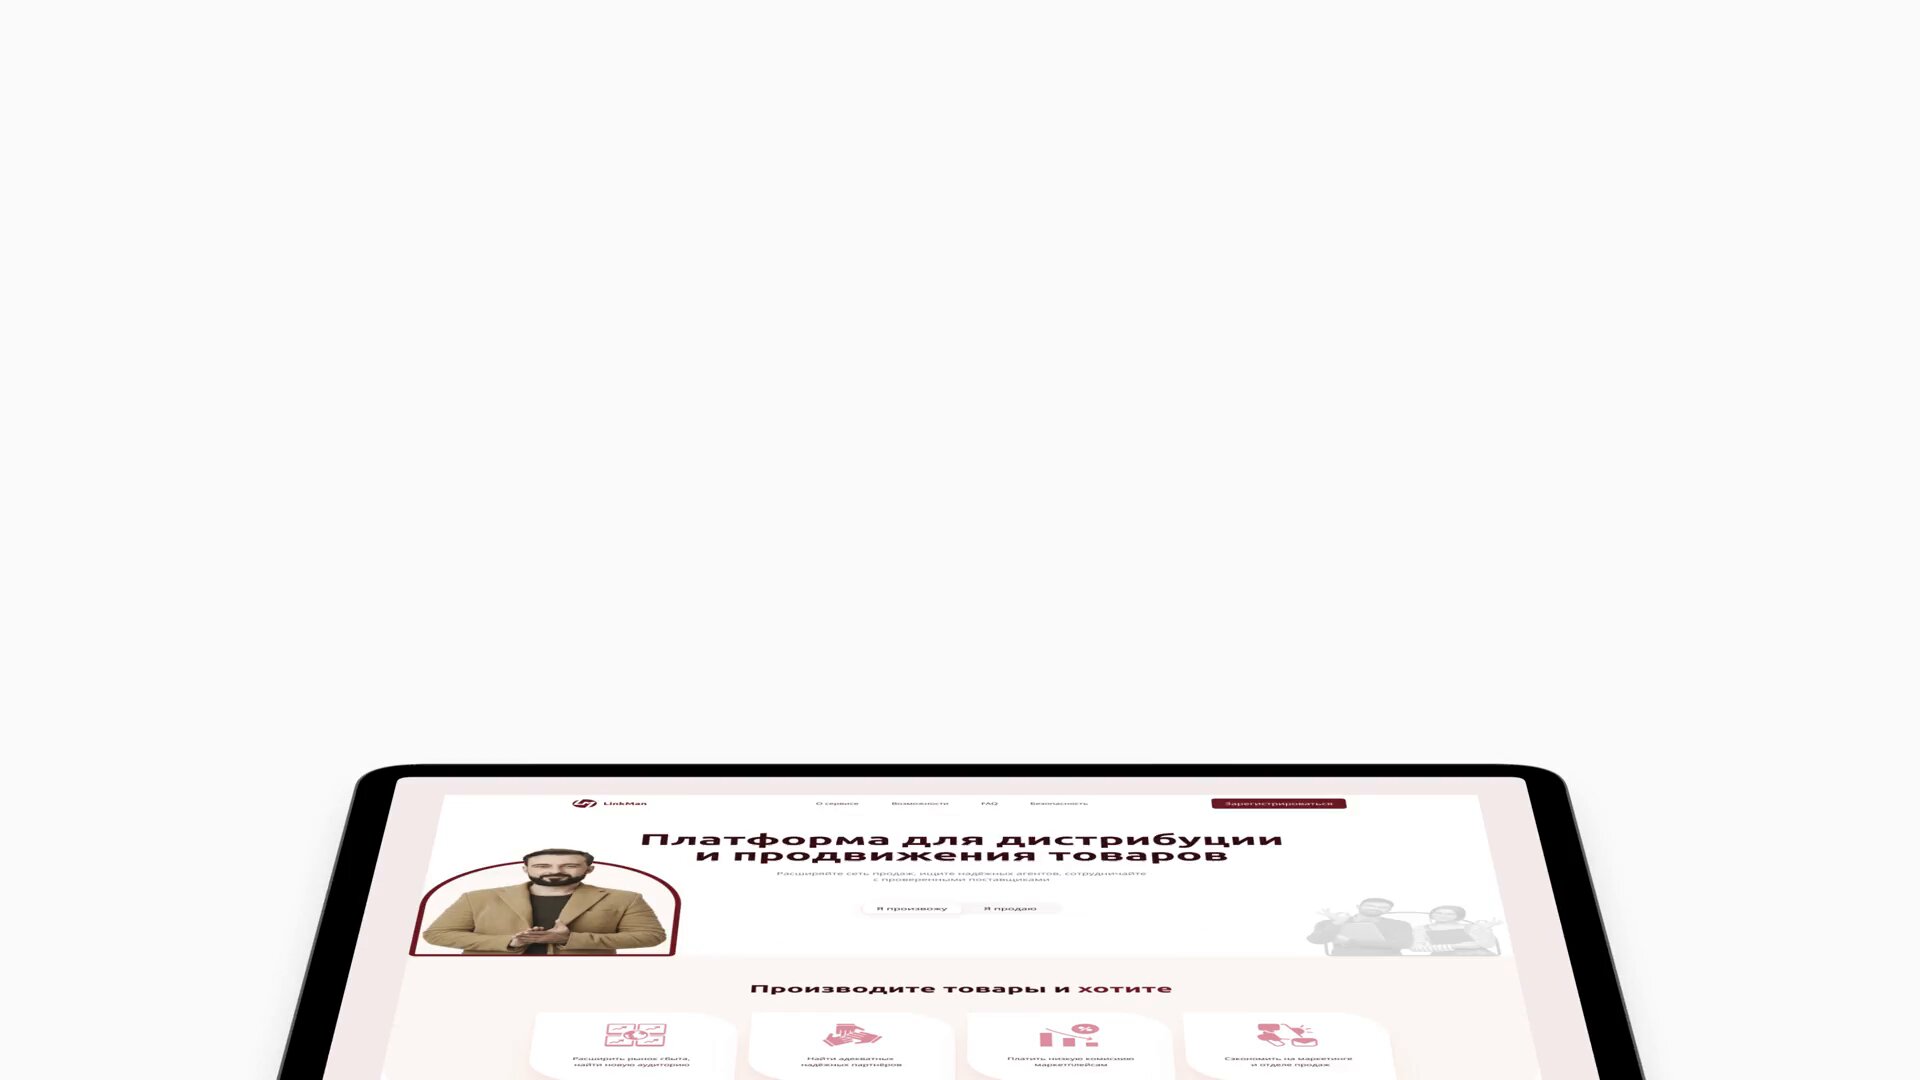 LinkMan
О сервисе
Возможности
FAQ
Безопасность
Зарегистрироваться
Платформа для дистрибуции
и продвижения товаров
Расширяйте сеть продаж, ищите надёжных агентов, сотрудничайте
с проверенными поставщиками
Я произвожу
Я продаю
Производите товары и хотите
Расширить рынок сбыта,
найти новую аудиторию
Найти адекватных
надёжных партнёров
Платить низкую комиссию
маркетплейсам
Сэкономить на маркетинге
и отделе продаж